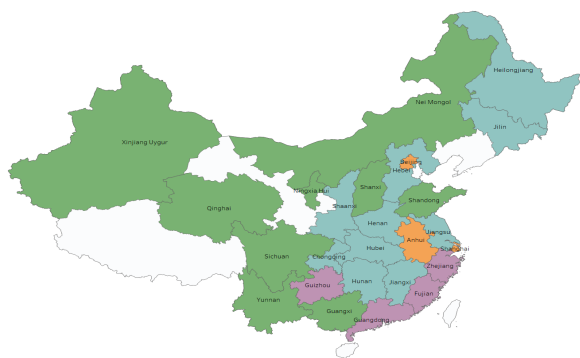 Heilongjiang
Nei Mongol
Jilin
Xinjiang Uygur
Beijing
Hebei
Ningxia Hui
Shanxi
Shandong
Shaanxi
Qinghai
Henan
Jiangsu
Anhui
Hubei
Shanghai
Sichuan
Chongqing
Zhejiang
Guizhou
Hunan
Jiangxi
Fujian
Yunnan
Guangxi
Guangdong